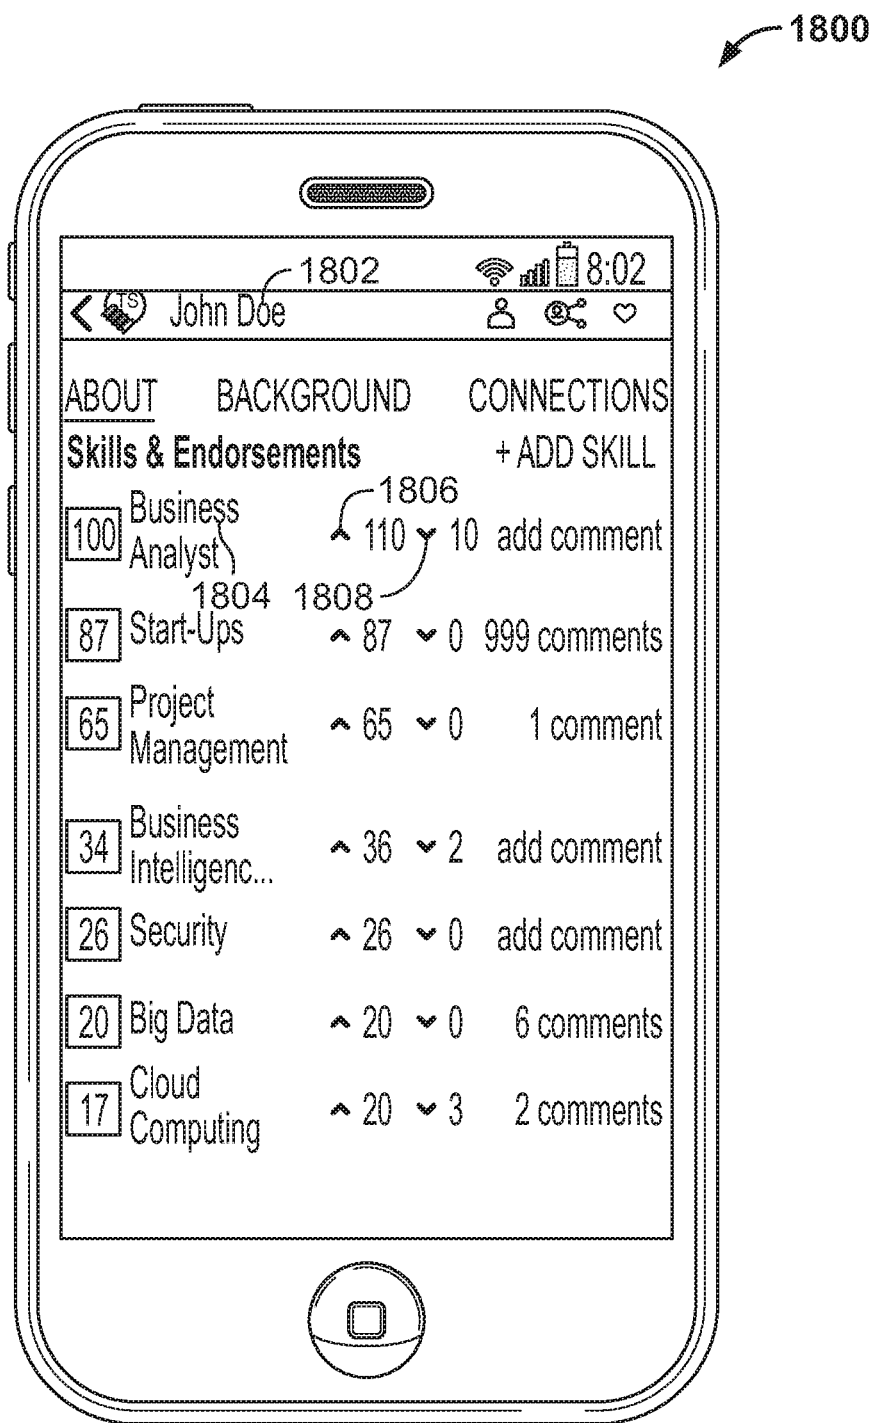 1800
1802
8:02
TS John Doe
ABOUT BACKGROUND CONNECTIONS
Skills & Endorsements + ADD SKILL
1806
100 Business Analyst 110 10 add comment
1804 1808
87 Start-Ups 87 0 999 comments
65 Project Management 65 0 1 comment
34 Business Intelligenc... 36 2 add comment
26 Security 26 0 add comment
20 Big Data 20 0 6 comments
17 Cloud Computing 20 3 2 comments